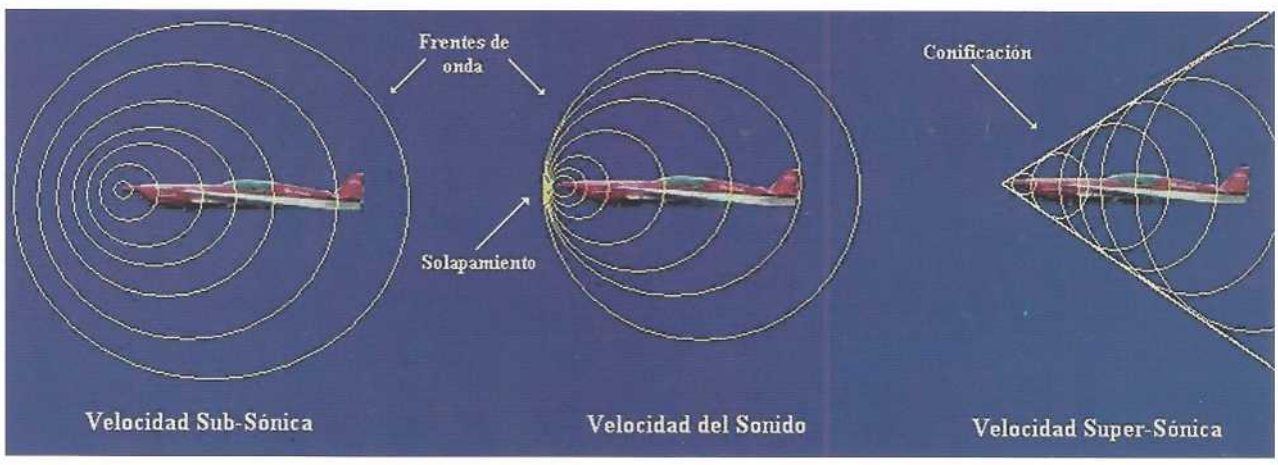 Frentes de
onda
Solapamiento
Conificación
Velocidad Sub-Sónica
Velocidad del Sonido
Velocidad Super-Sónica